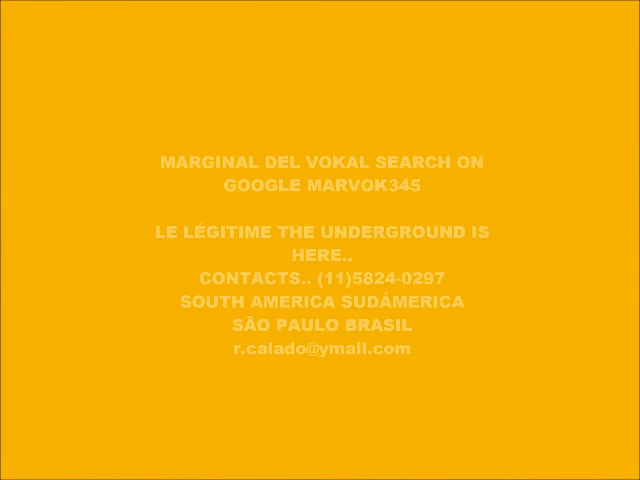 MARGINAL DEL VOKAL SEARCH ON
GOOGLE MARVOK345
LE LÉGITIME THE UNDERGROUND IS
HERE..
CONTACTS.. (11)5824-0297
SOUTH AMERICA SUDÁMERICA
SÃO PAULO BRASIL
r.calado@ymail.com